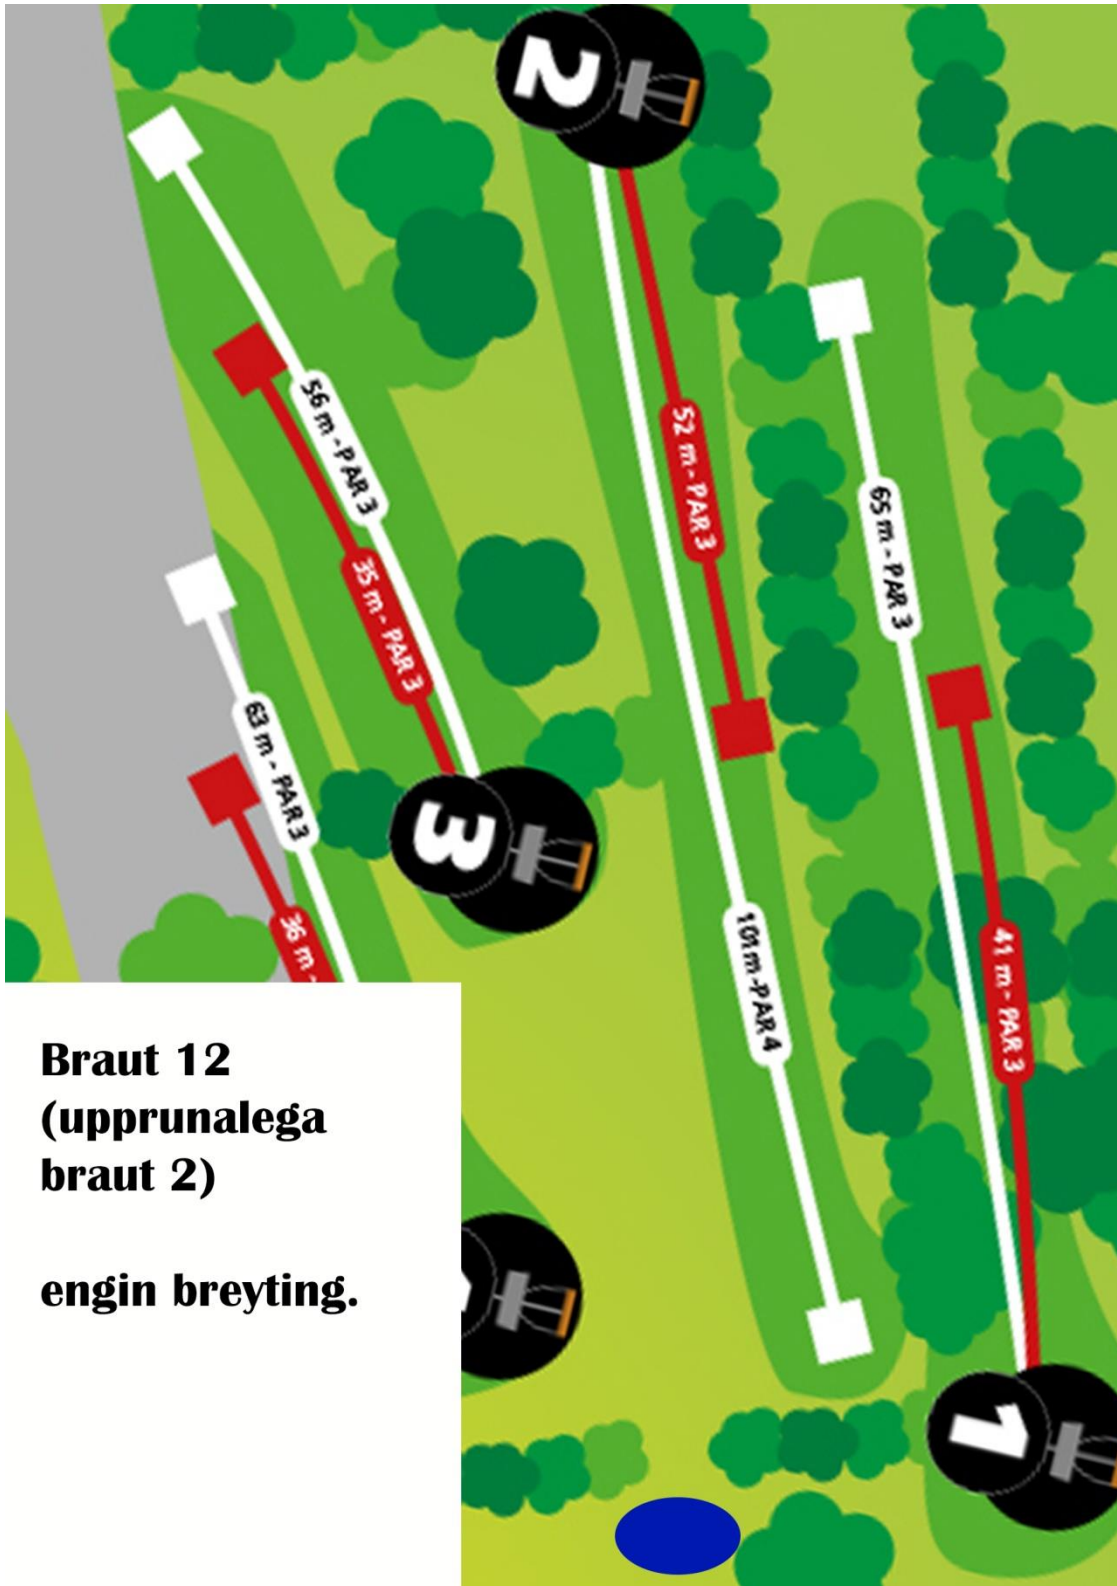 2
56 m - PAR 3
52 m - PAR 3
65 m - PAR 3
35 m - PAR 3
63 m - PAR 3
3
36 m -
101 m - PAR 4
41 m - PAR 3
Braut 12
(upprunalega
braut 2)
engin breyting.
1